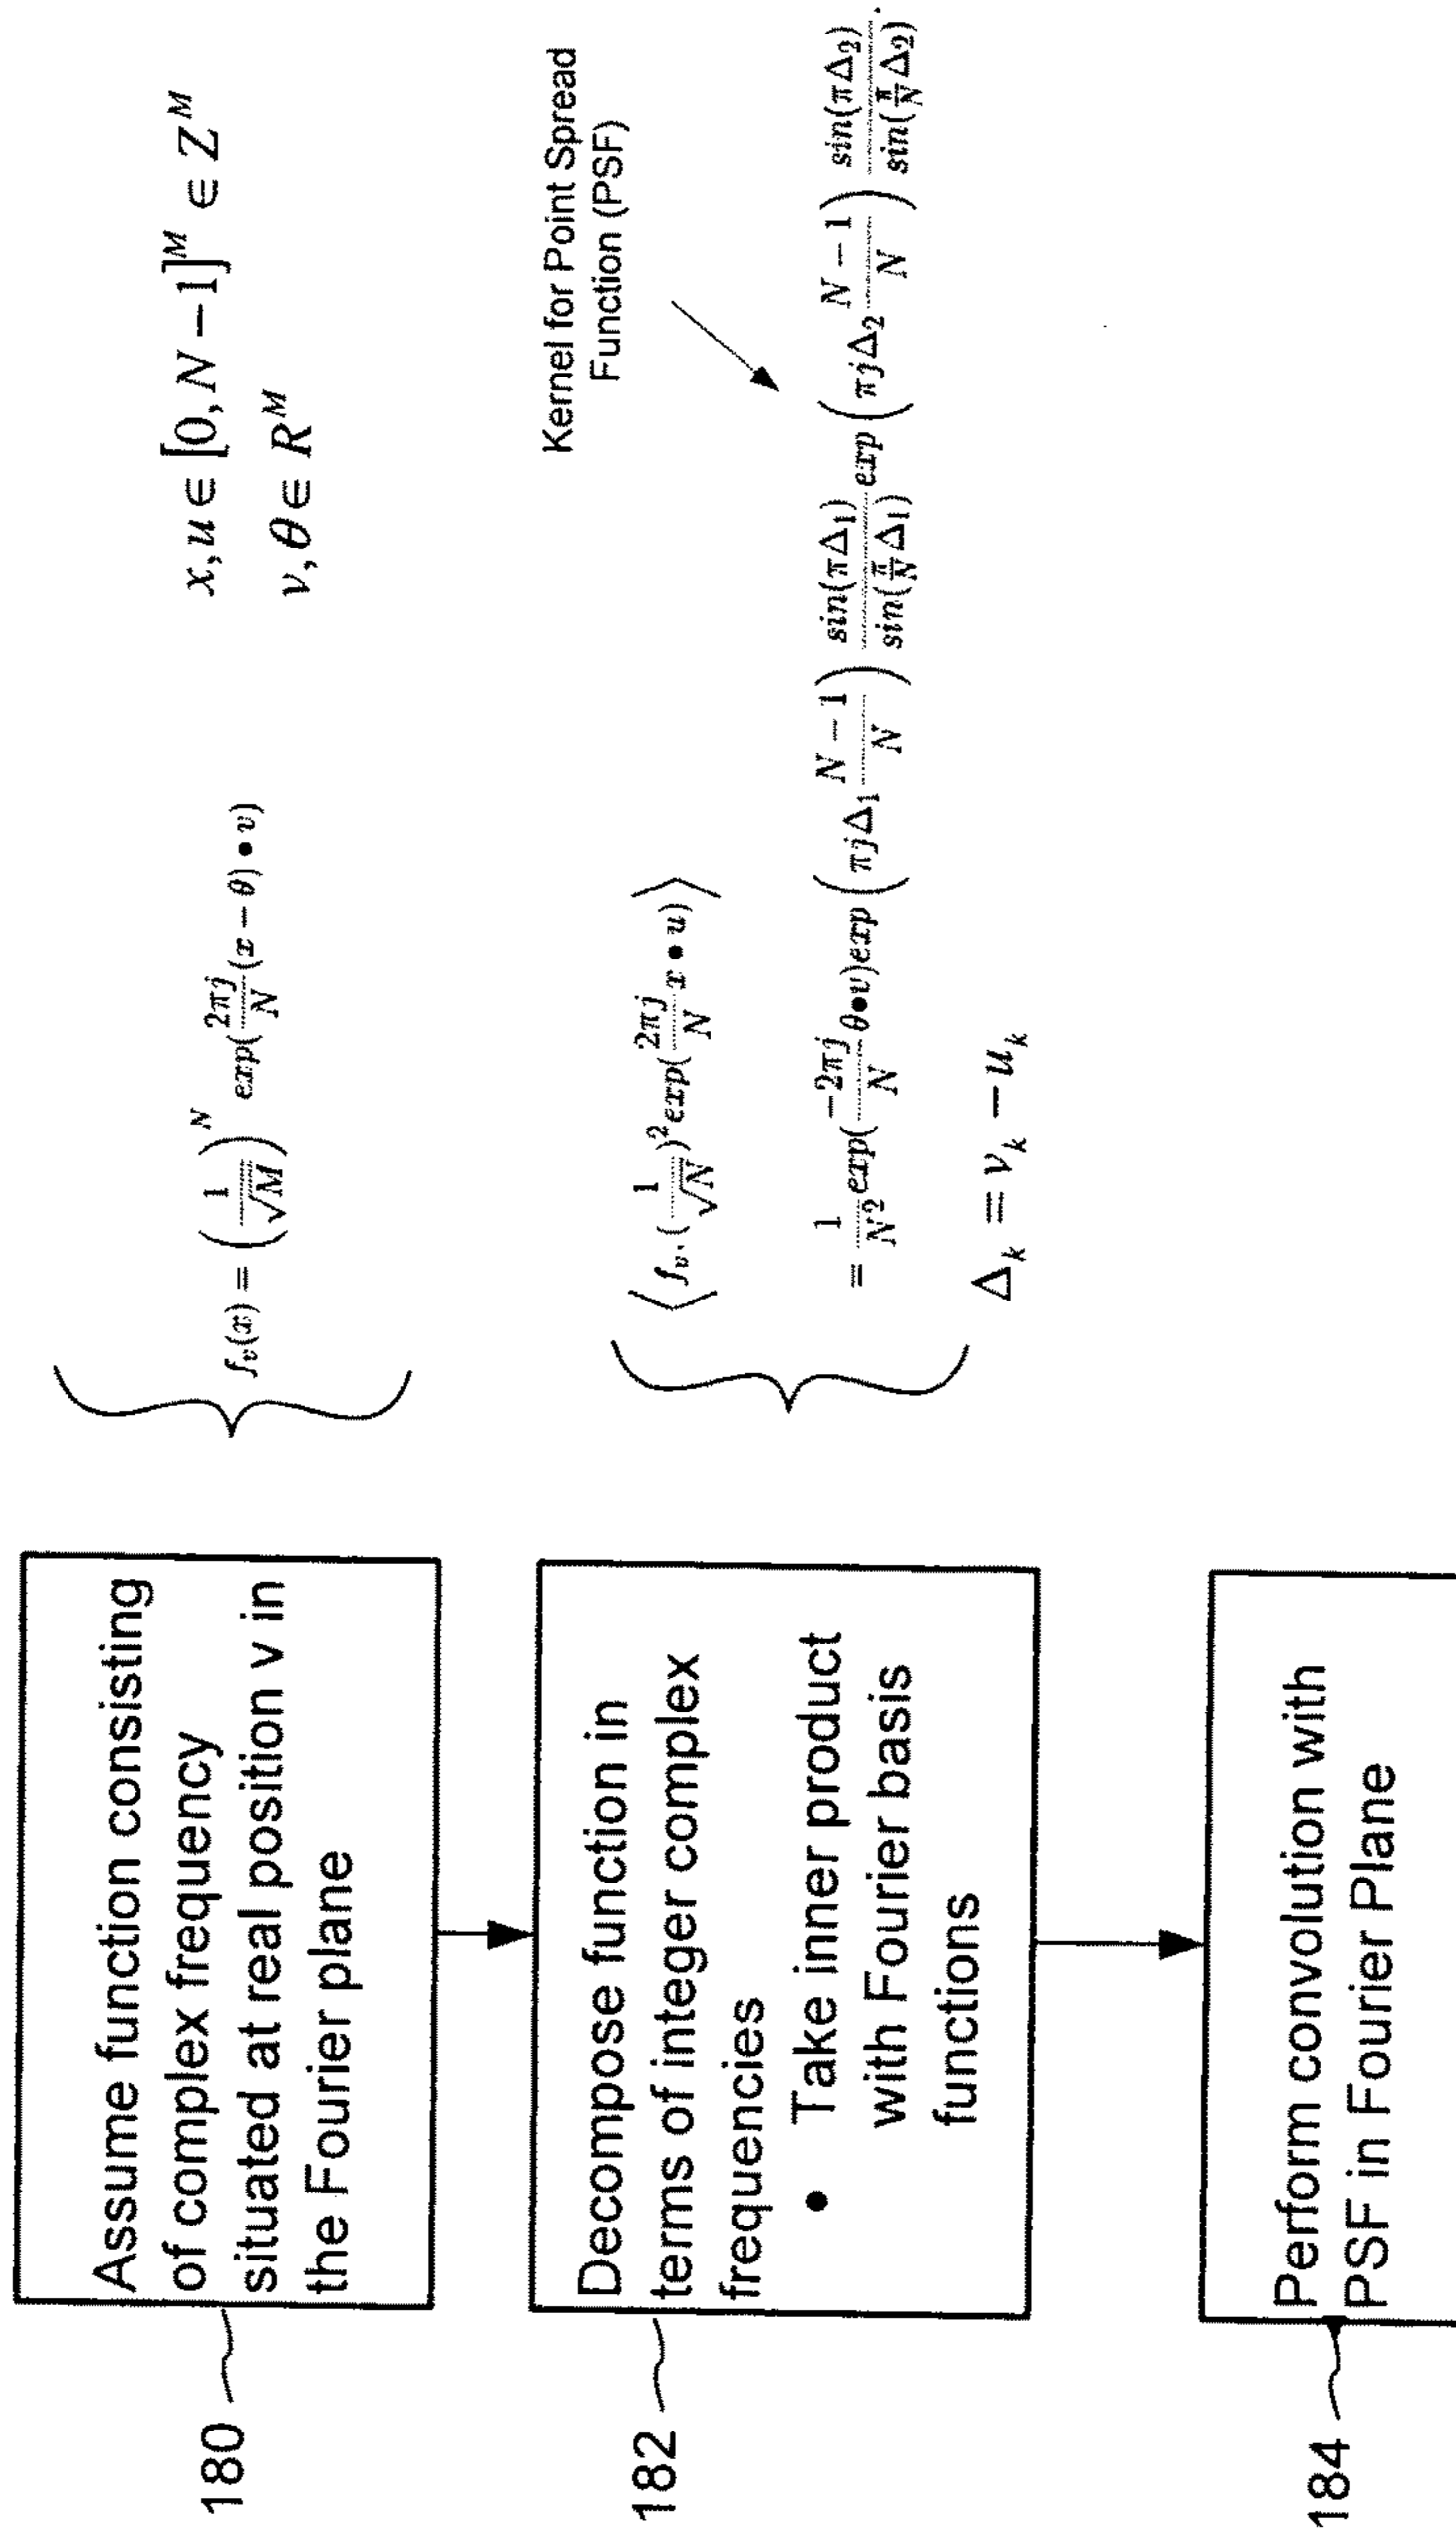 180
Assume function consisting
of complex frequency
situated at real position v in
the Fourier plane
f_v(x) = (1/√M)^N exp(2πj/N (x − θ) • v)
x, u ∈ [0, N − 1]^M ∈ Z^M
v, θ ∈ R^M
182
Decompose function in
terms of integer complex
frequencies
• Take inner product
with Fourier basis
functions
⟨f_v, (1/√N)^2 exp(2πj/N x • u)⟩
Kernel for Point Spread
Function (PSF)
= 1/N^2 exp(−2πj/N θ•v) exp(πjΔ_1 (N − 1)/N) sin(πΔ_1)/sin(π/N Δ_1) exp(πjΔ_2 (N − 1)/N) sin(πΔ_2)/sin(π/N Δ_2).
Δ_k = v_k − u_k
184
Perform convolution with
PSF in Fourier Plane